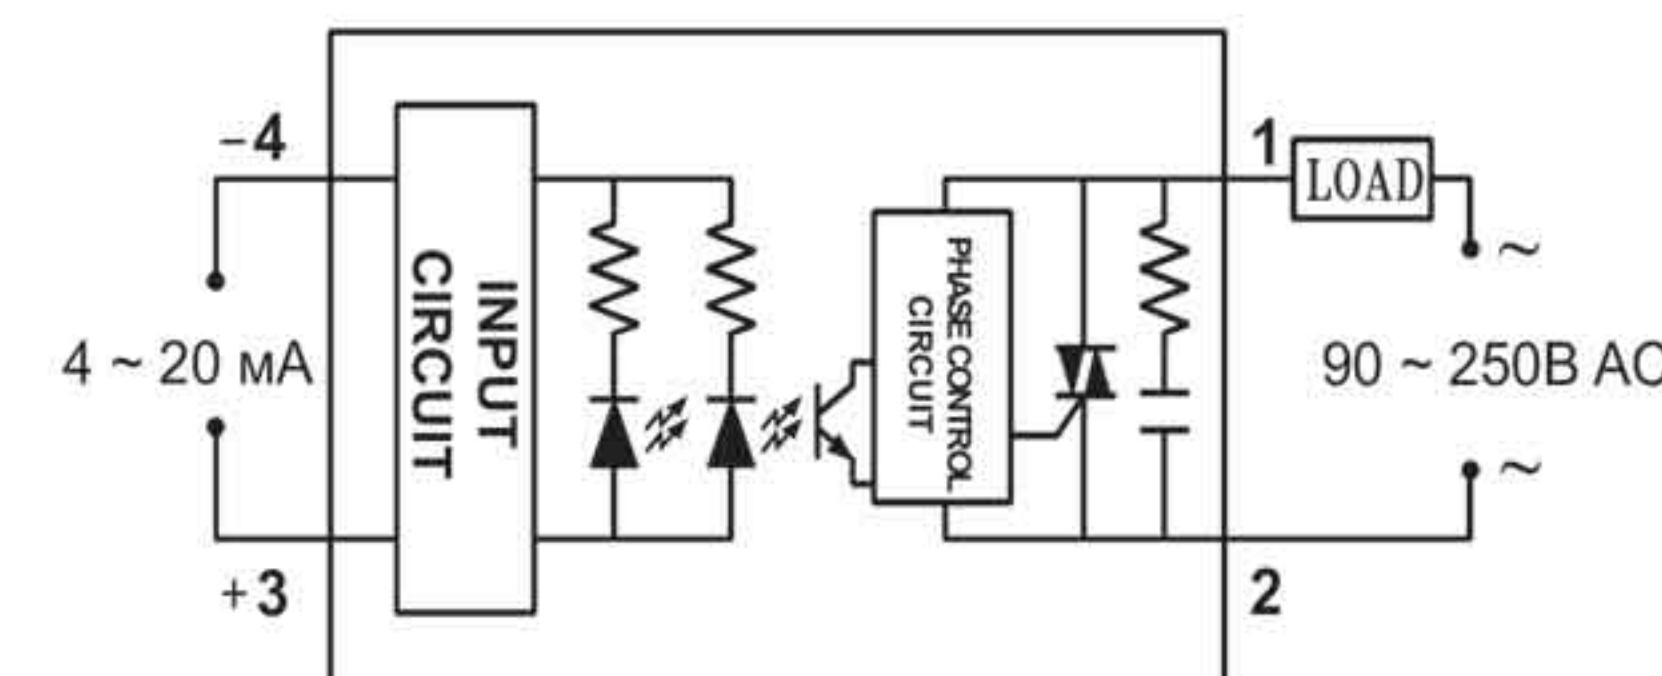 -4
1
LOAD
~
INPUT
CIRCUIT
PHASE CONTROL
CIRCUIT
4 ~ 20 мА
90 ~ 250В AC
~
+3
2